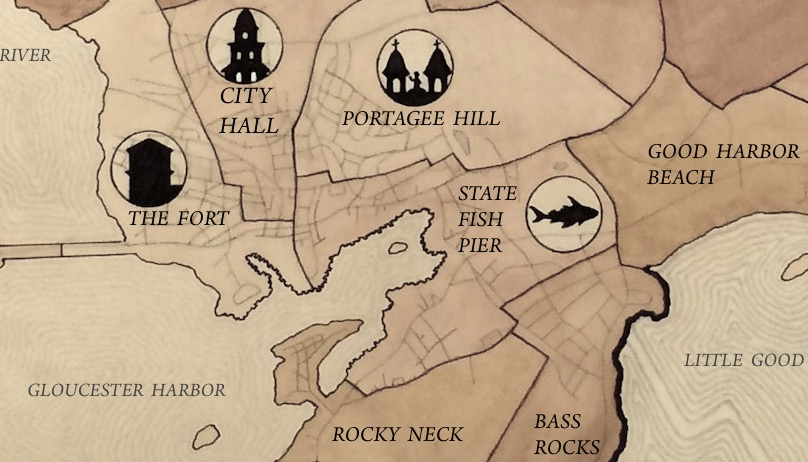 RIVER
CITY
HALL
PORTAGEE HILL
GOOD HARBOR
BEACH
STATE
FISH
PIER
THE FORT
LITTLE GOOD
GLOUCESTER HARBOR
BASS
ROCKS
ROCKY NECK